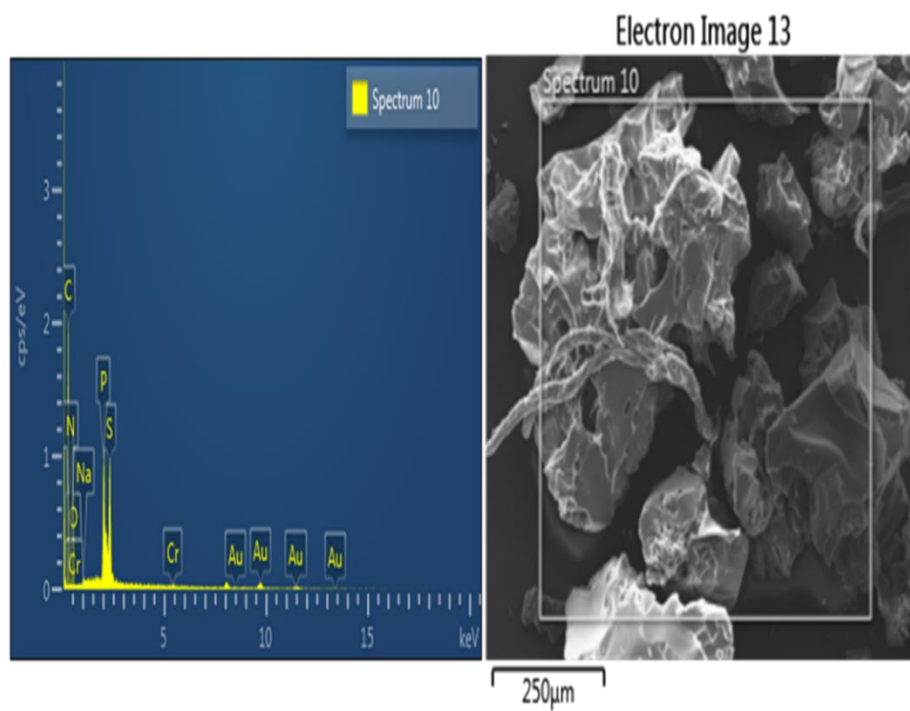 Electron Image 13
Spectrum 10
Spectrum 10
3
C
cps/eV
2
P
N
S
1
Na
O
Cr
Cr
Au
Au
Au
Au
0
5
10
15
keV
250μm